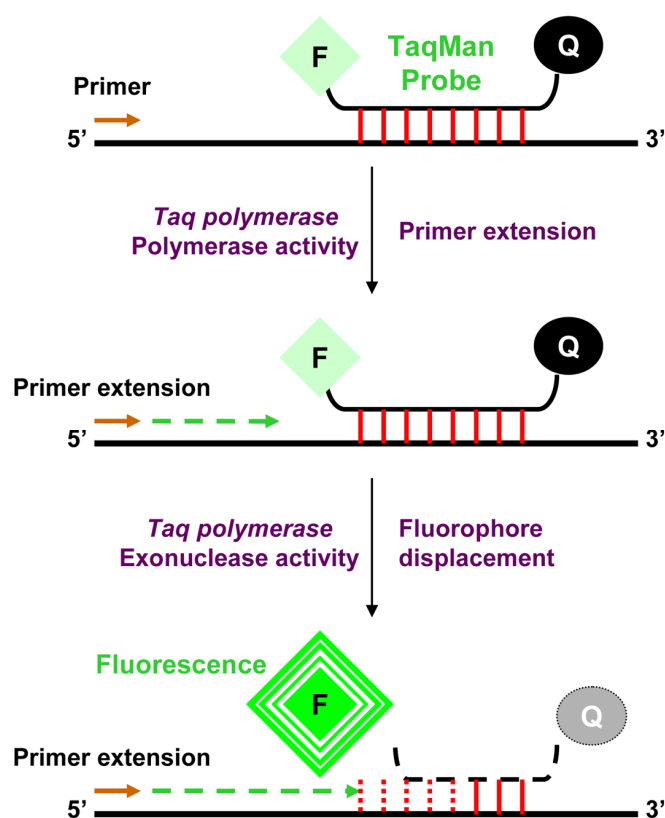 F
TaqMan
Probe
Q
Primer
5’
3’
Taq polymerase
Polymerase activity
Primer extension
F
Q
Primer extension
5’
3’
Taq polymerase
Exonuclease activity
Fluorophore
displacement
Fluorescence
F
Q
Primer extension
5’
3’